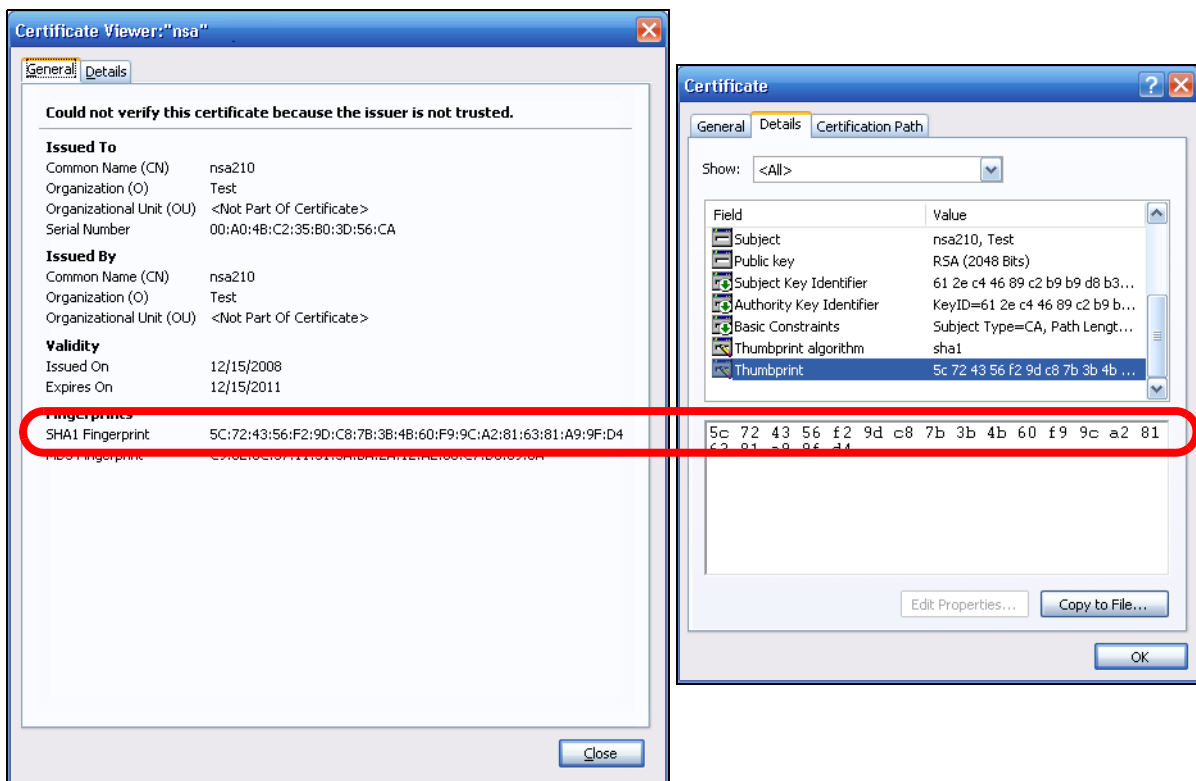 Certificate Viewer:"nsa"
General Details
Could not verify this certificate because the issuer is not trusted.
Issued To
Common Name (CN) nsa210
Organization (O) Test
Organizational Unit (OU) <Not Part Of Certificate>
Serial Number 00:A0:4B:C2:35:B0:3D:56:CA
Issued By
Common Name (CN) nsa210
Organization (O) Test
Organizational Unit (OU) <Not Part Of Certificate>
Validity
Issued On 12/15/2008
Expires On 12/15/2011
Fingerprints
SHA1 Fingerprint 5C:72:43:56:F2:9D:C8:7B:3B:4B:60:F9:9C:A2:81:63:81:A9:9F:D4
MD5 Fingerprint
Close
Certificate
General Details Certification Path
Show: <All>
Field Value
Subject nsa210, Test
Public key RSA (2048 Bits)
Subject Key Identifier 61 2e c4 46 89 c2 b9 b9 d8 b3...
Authority Key Identifier KeyID=61 2e c4 46 89 c2 b9 b...
Basic Constraints Subject Type=CA, Path Lengt...
Thumbprint algorithm sha1
Thumbprint 5c 72 43 56 f2 9d c8 7b 3b 4b ...
5c 72 43 56 f2 9d c8 7b 3b 4b 60 f9 9c a2 81
63 81 a9 9f d4
Edit Properties... Copy to File...
OK